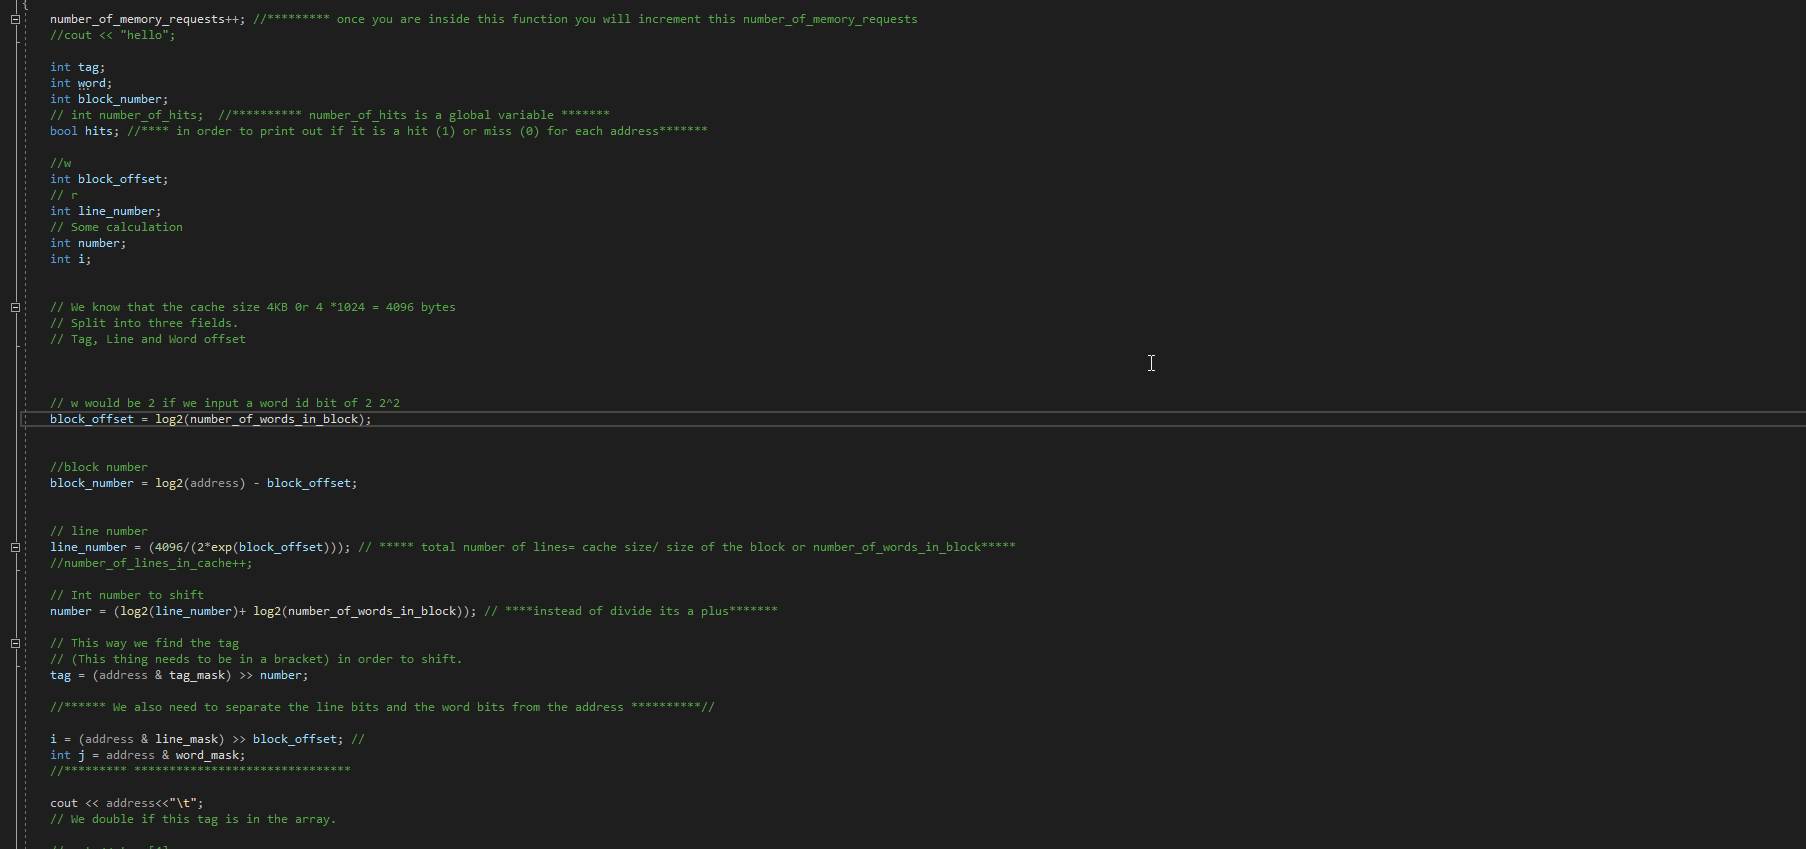 {
number_of_memory_requests++; //********* once you are inside this function you will increment this number_of_memory_requests
//cout << "hello";
int tag;
int word;
int block_number;
// int number_of_hits;  //********** number_of_hits is a global variable *******
bool hits; //**** in order to print out if it is a hit (1) or miss (0) for each address*******
//w
int block_offset;
// r
int line_number;
// Some calculation
int number;
int i;
// We know that the cache size 4KB 0r 4 *1024 = 4096 bytes
// Split into three fields.
// Tag, Line and Word offset
// w would be 2 if we input a word id bit of 2 2^2
block_offset = log2(number_of_words_in_block);
//block number
block_number = log2(address) - block_offset;
// line number
line_number = (4096/(2*exp(block_offset))); // ***** total number of lines= cache size/ size of the block or number_of_words_in_block*****
//number_of_lines_in_cache++;
// Int number to shift
number = (log2(line_number)+ log2(number_of_words_in_block)); // ****instead of divide its a plus*******
// This way we find the tag
// (This thing needs to be in a bracket) in order to shift.
tag = (address & tag_mask) >> number;
//****** We also need to separate the line bits and the word bits from the address **********//
i = (address & line_mask) >> block_offset; //
int j = address & word_mask;
//********* *******************************
cout << address<<"\t";
// We double if this tag is in the array.